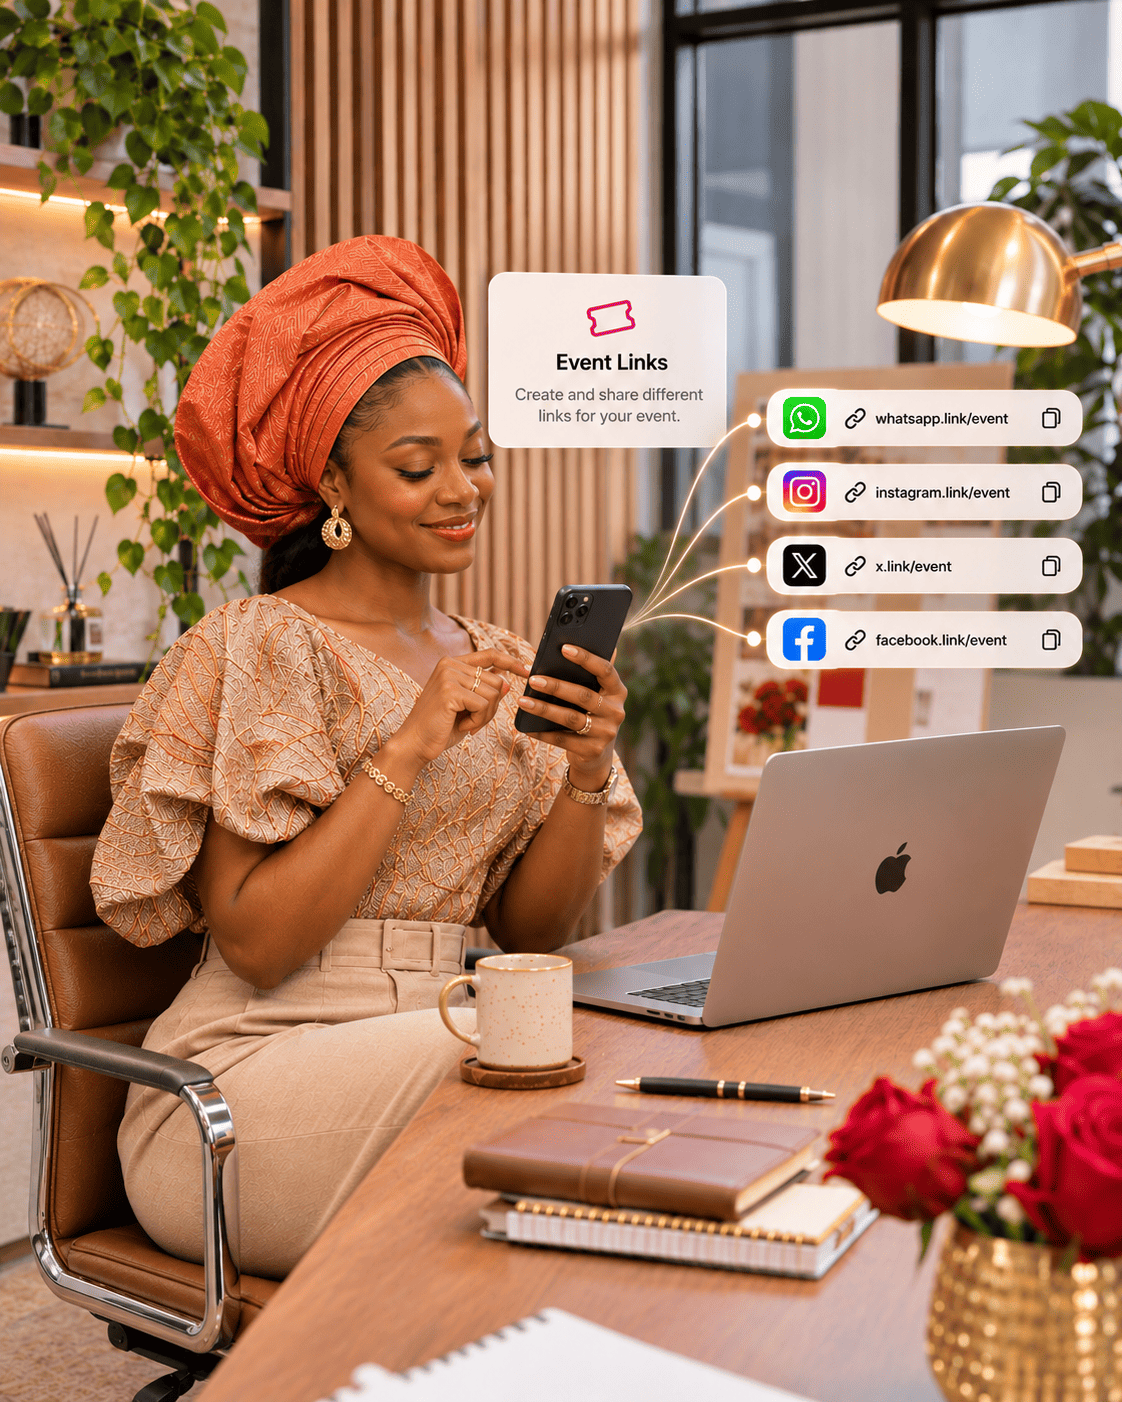 Event Links
Create and share different
links for your event.
whatsapp.link/event
instagram.link/event
x.link/event
facebook.link/event